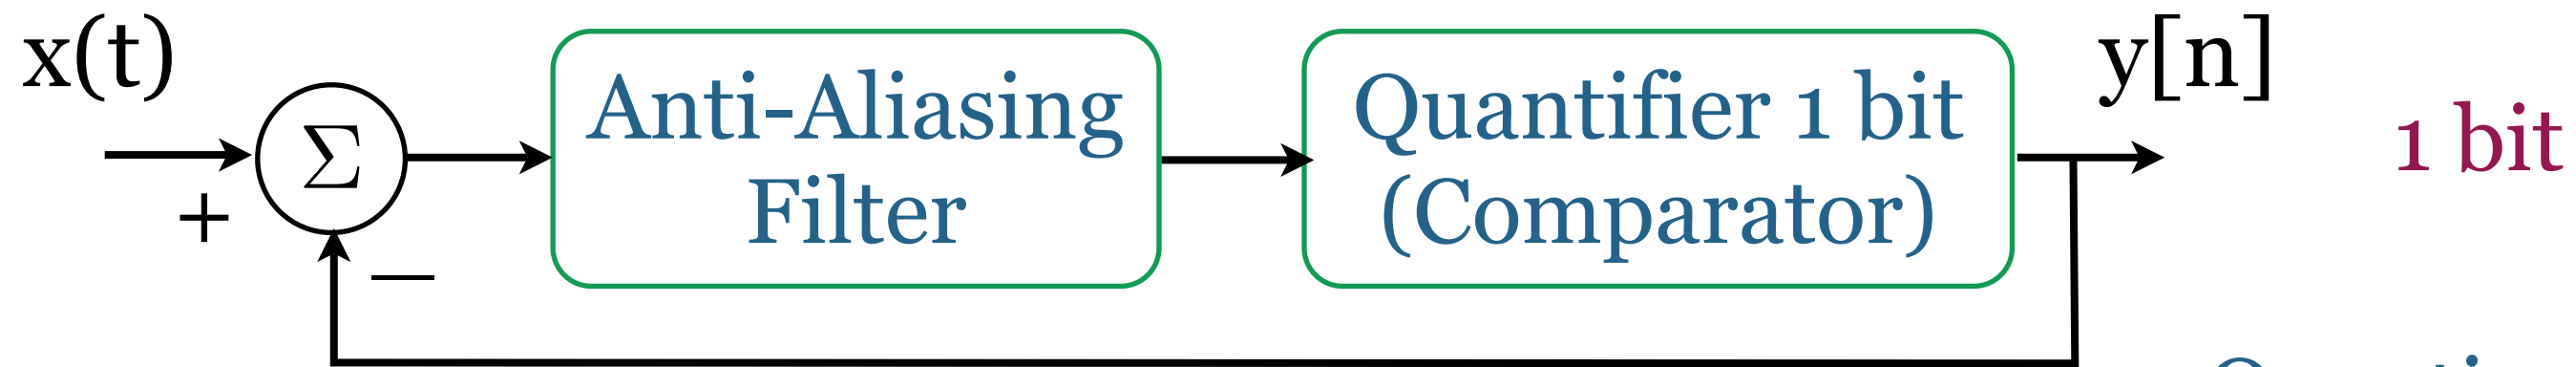 x(t)
y[n]
Σ
Anti-Aliasing
Filter
Quantifier 1 bit
(Comparator)
1 bit
+
−